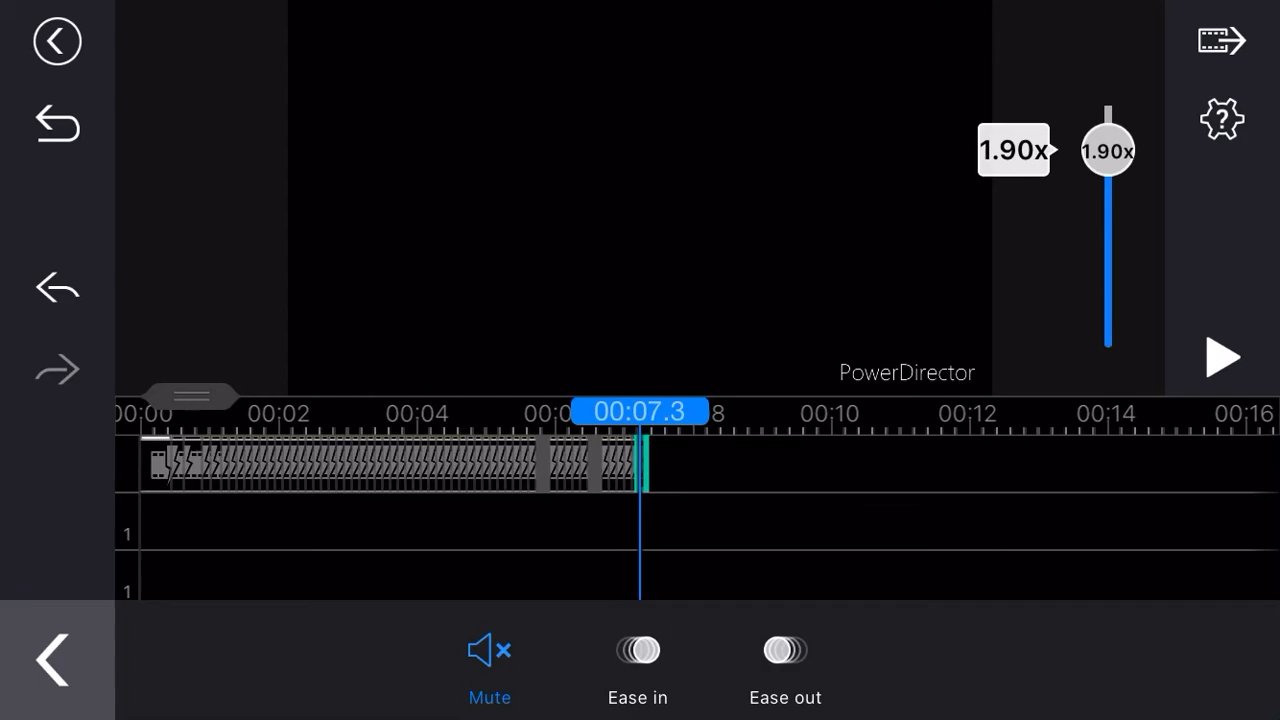 1.90x
1.90x
PowerDirector
00:00
00:02
00:04
00:0
00:07.3
8
00:10
00:12
00:14
00:16
1
1
Mute
Ease in
Ease out